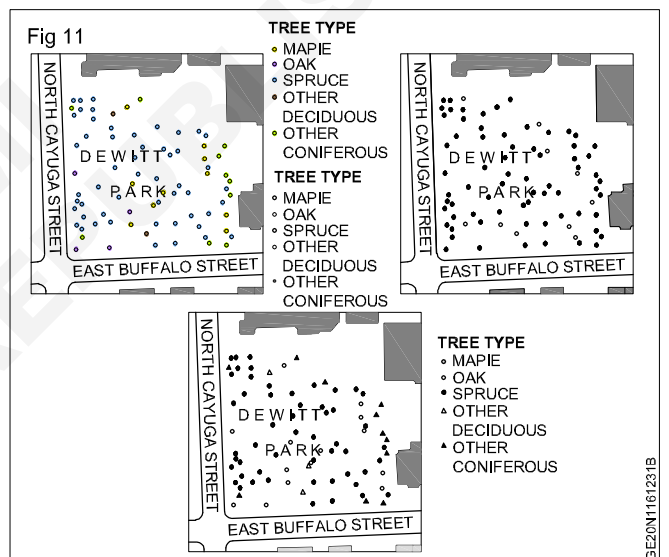 Fig 11
NORTH CAYUGA STREET
DEWITT
PARK
EAST BUFFALO STREET
TREE TYPE
MAPIE
OAK
SPRUCE
OTHER
DECIDUOUS
OTHER
CONIFEROUS
TREE TYPE
MAPIE
OAK
SPRUCE
OTHER
DECIDUOUS
OTHER
CONIFEROUS
NORTH CAYUGA STREET
DEWITT
PARK
EAST BUFFALO STREET
NORTH CAYUGA STREET
DEWITT
PARK
EAST BUFFALO STREET
TREE TYPE
MAPIE
OAK
SPRUCE
OTHER
DECIDUOUS
OTHER
CONIFEROUS